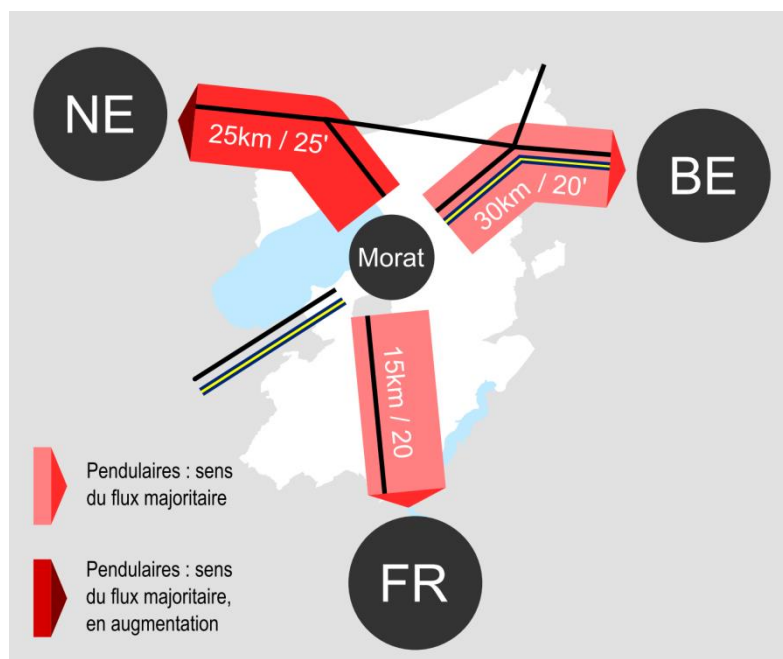 NE
25km / 25'
BE
30km / 20'
Morat
15km / 20
Pendulaires : sens
du flux majoritaire
Pendulaires : sens
du flux majoritaire,
en augmentation
FR